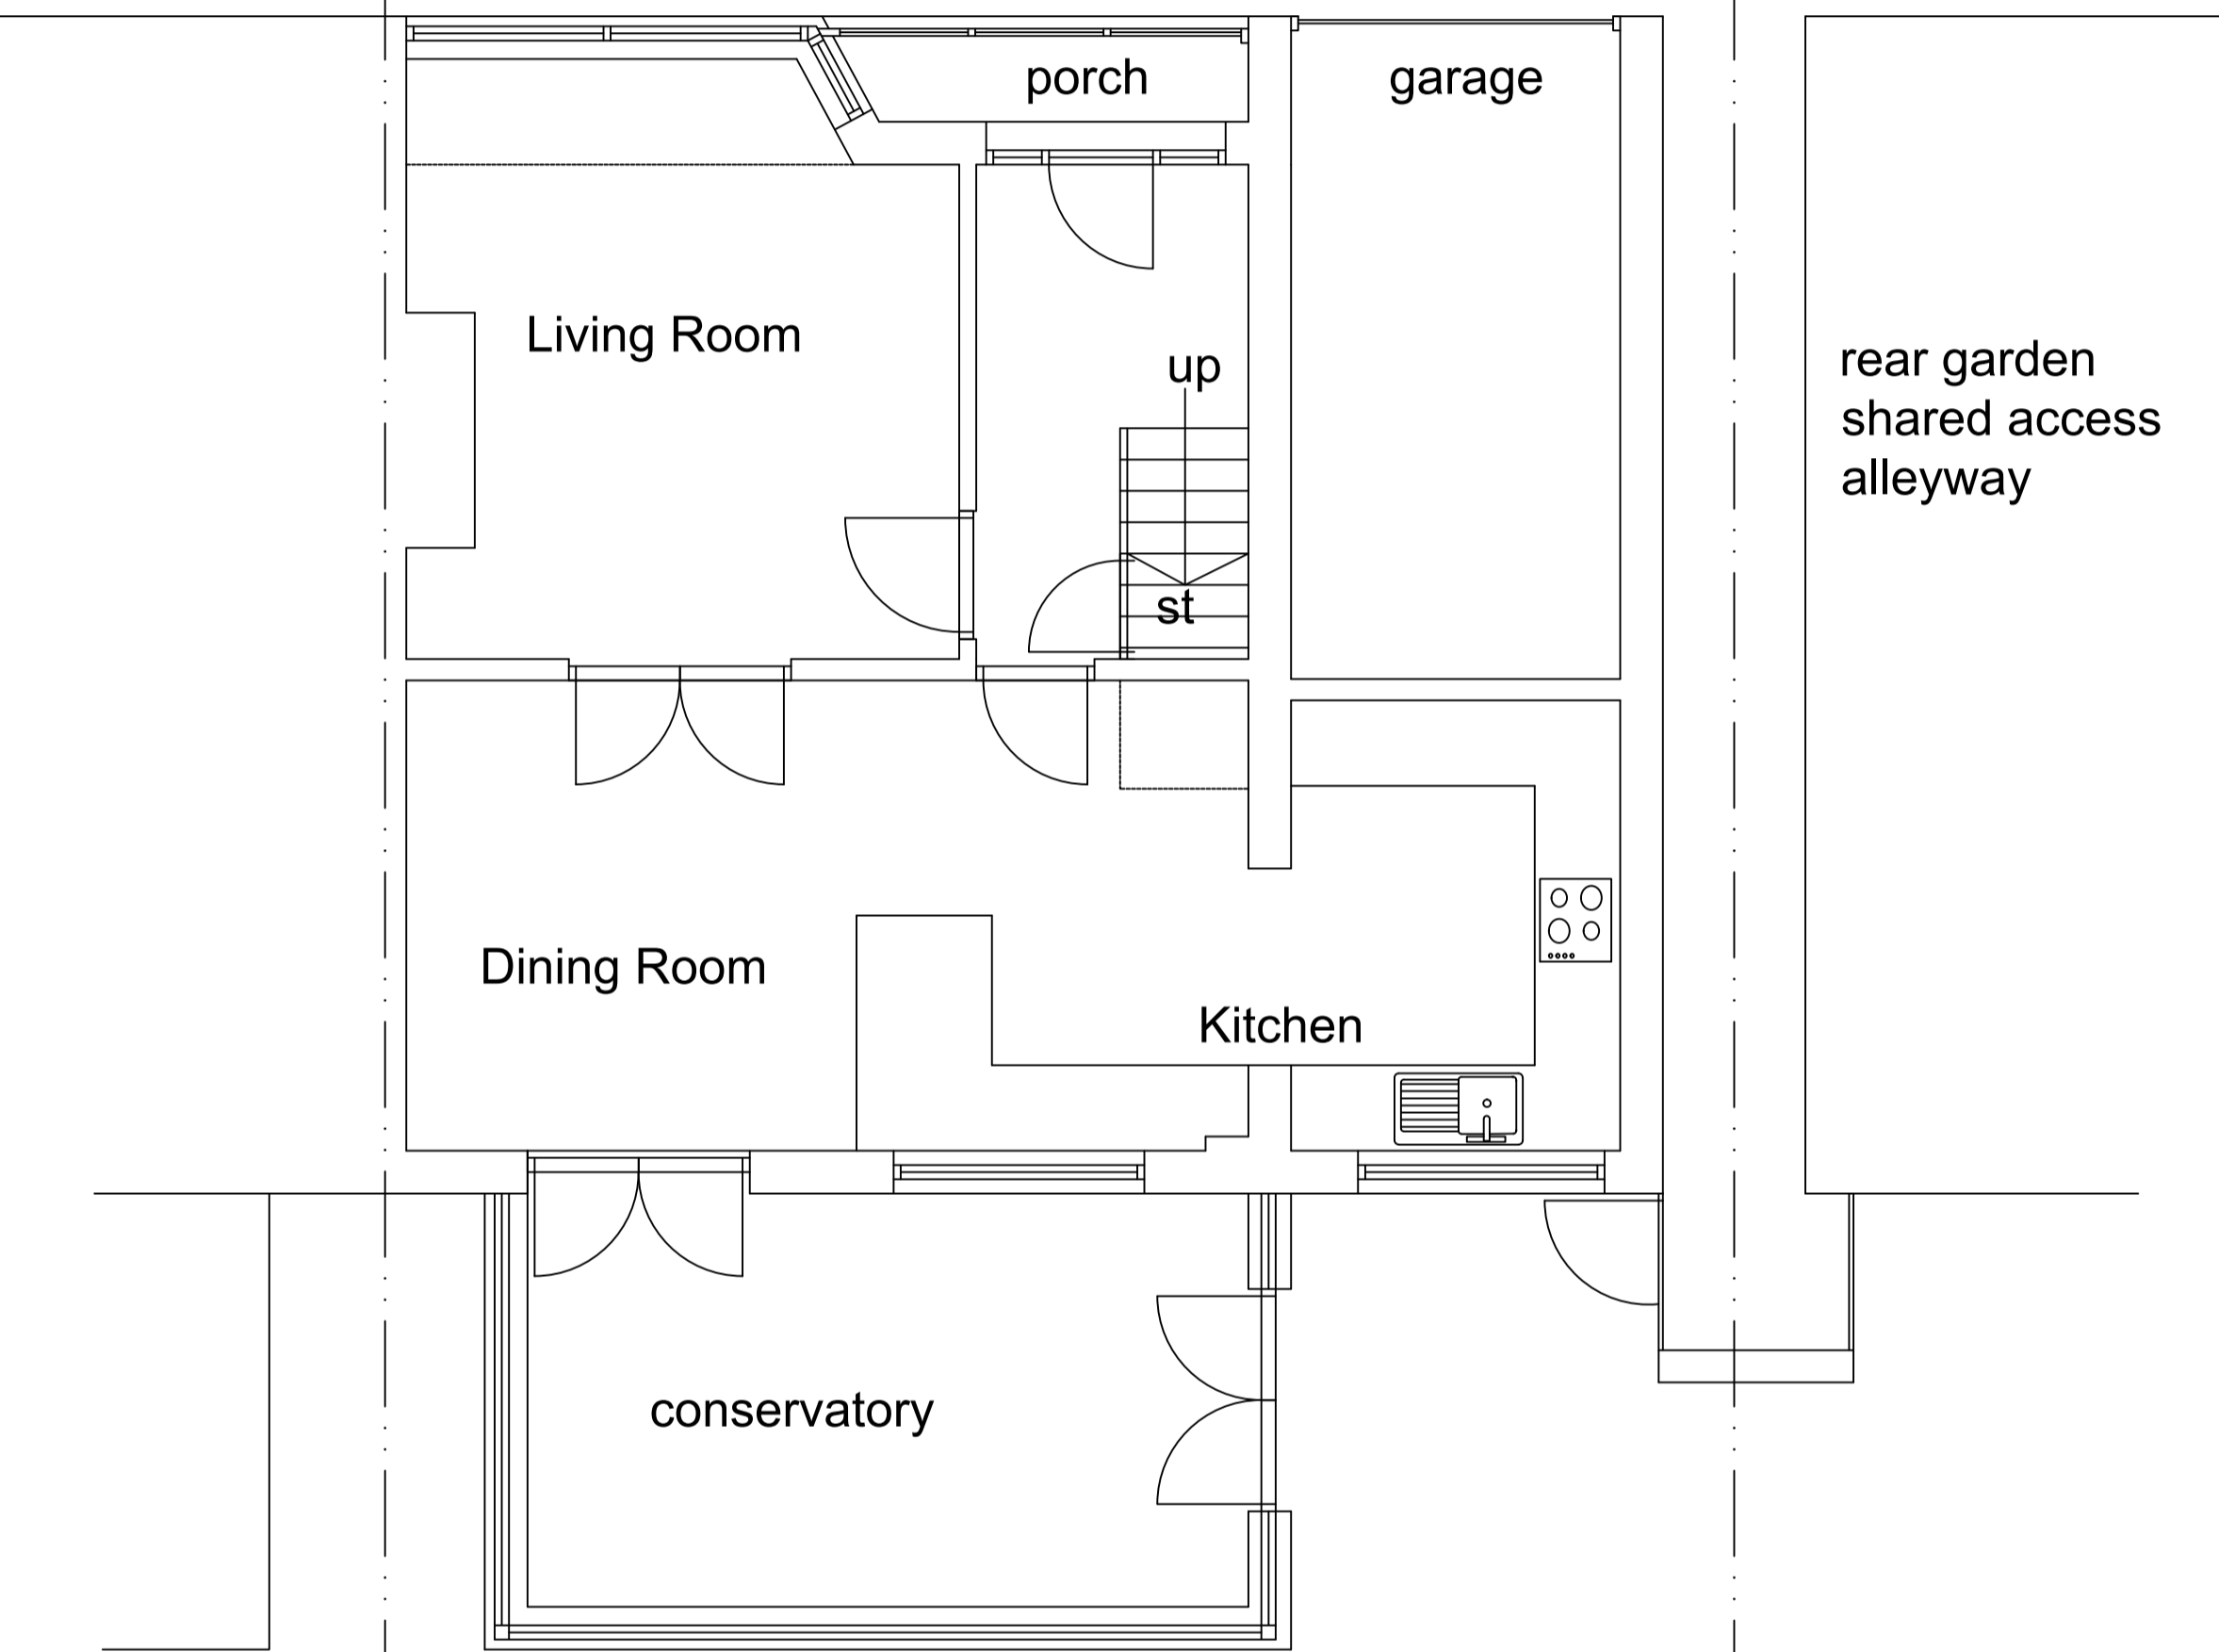 porch
garage
Living Room
up
rear garden
shared access
alleyway
st
Dining Room
Kitchen
conservatory